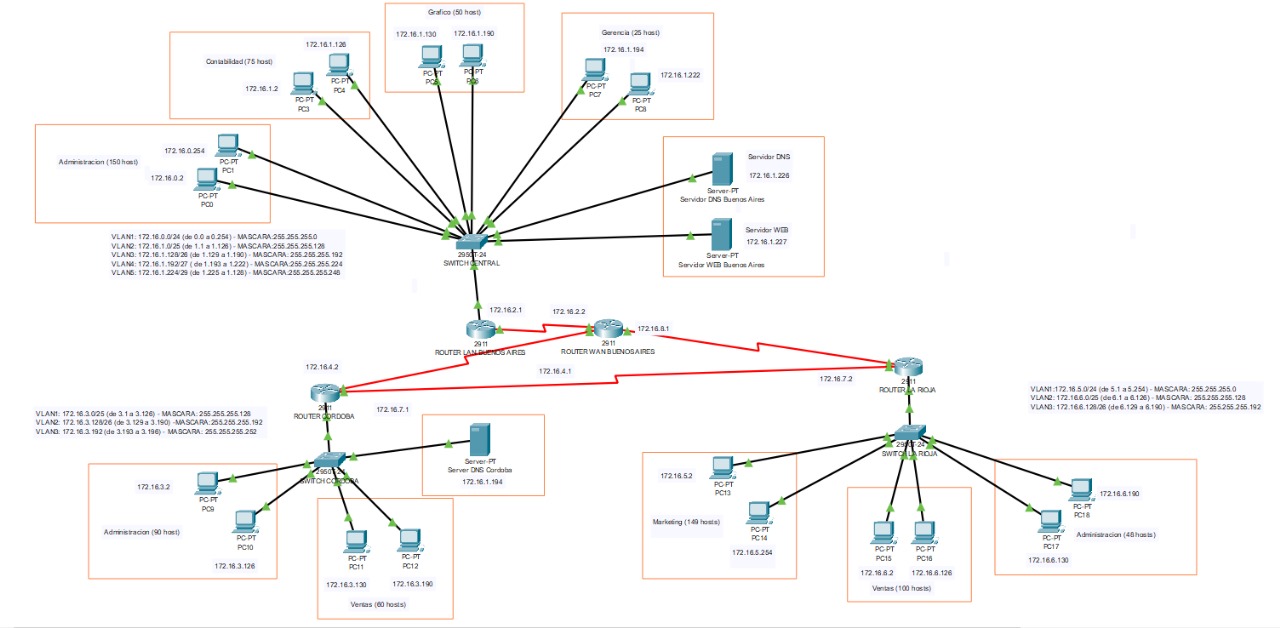 Grafico (50 host)
172.16.1.130
172.16.1.190
PC-PT
PC-PT
PC6
Gerencia (25 host)
172.16.1.194
172.16.1.222
PC-PT
PC7
PC-PT
PC8
172.16.1.126
Contabilidad (75 host)
172.16.1.2
PC-PT
PC4
PC-PT
PC3
Administracion (150 host)
172.16.0.254
PC-PT
PC1
172.16.0.2
PC-PT
PC0
Servidor DNS
172.16.1.226
Server-PT
Servidor DNS Buenos Aires
Servidor WEB
172.16.1.227
Server-PT
Servidor WEB Buenos Aires
VLAN1: 172.16.0.0/24 (de 0.0 a 0.254) - MASCARA:255.255.255.0
VLAN2: 172.16.1.0/25 (de 1.1 a 1.126) - MASCARA:255.255.255.128
VLAN3: 172.16.1.128/26 (de 1.129 a 1.190) - MASCARA:255.255.255.192
VLAN4: 172.16.1.192/27 ( de 1.193 a 1.222) - MASCARA:255.255.255.224
VLAN5: 172.16.1.224/29 (de 1.225 a 1.128) - MASCARA:255.255.255.248
2950T-24
SWITCH CENTRAL
172.16.2.1
2911
ROUTER LAN BUENOS AIRES
172.16.2.2
2911
ROUTER WAN BUENOS AIRES
172.16.8.1
172.16.4.2
172.16.4.1
172.16.7.2
2911
ROUTER LA RIOJA
2911
ROUTER CORDOBA
172.16.7.1
VLAN1: 172.16.3.0/25 (de 3.1 a 3.126) - MASCARA: 255.255.255.128
VLAN2: 172.16.3.128/26 (de 3.129 a 3.190) -MASCARA:255.255.255.192
VLAN3: 172.16.3.192 (de 3.193 a 3.196) - MASCARA: 255.255.255.252
VLAN1:172.16.5.0/24 (de 5.1 a 5.254) - MASCARA: 255.255.255.0
VLAN2: 172.16.6.0/25 (de6.1 a 6.126) - MASCARA: 255.255.255.128
VLAN3: 172.16.6.128/26 (de 6.129 a 6.190) - MASCARA: 255.255.255.192
2950T-24
SWITCH CORDOBA
Server-PT
Server DNS Cordoba
172.16.1.194
172.16.3.2
PC-PT
PC9
PC-PT
PC10
Administracion (90 host)
172.16.3.126
PC-PT
PC11
PC-PT
PC12
172.16.3.130
172.16.3.190
Ventas (60 hosts)
2950T-24
SWITCH LA RIOJA
172.16.5.2
PC-PT
PC13
Marketing (149 hosts)
PC-PT
PC14
172.16.5.254
PC-PT
PC15
PC-PT
PC16
172.16.6.2
172.16.6.126
Ventas (100 hosts)
PC-PT
PC18
172.16.6.190
PC-PT
PC17
Administracion (48 hosts)
172.16.6.130